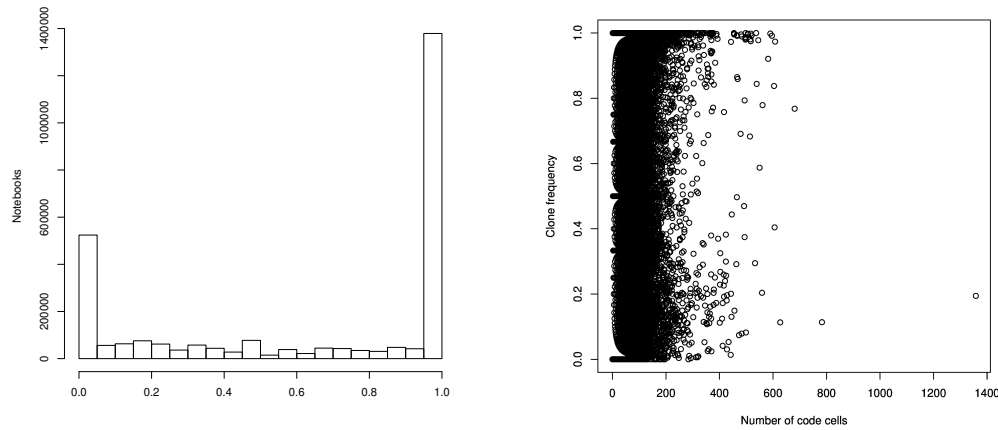 Notebooks
0 200000 600000 1000000 1400000
0.0 0.2 0.4 0.6 0.8 1.0
Clone frequency
0.0 0.2 0.4 0.6 0.8 1.0
0 200 400 600 800 1000 1200 1400
Number of code cells